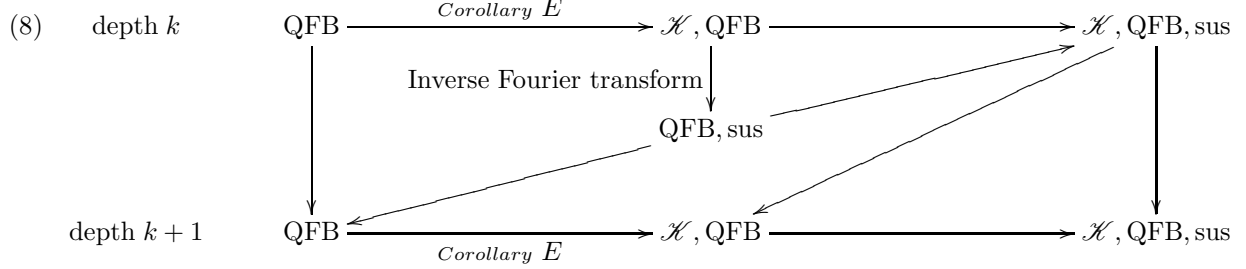 (8) depth k QFB Corollary E 𝒦, QFB 𝒦, QFB, sus
Inverse Fourier transform
QFB, sus
depth k + 1 QFB Corollary E 𝒦, QFB 𝒦, QFB, sus